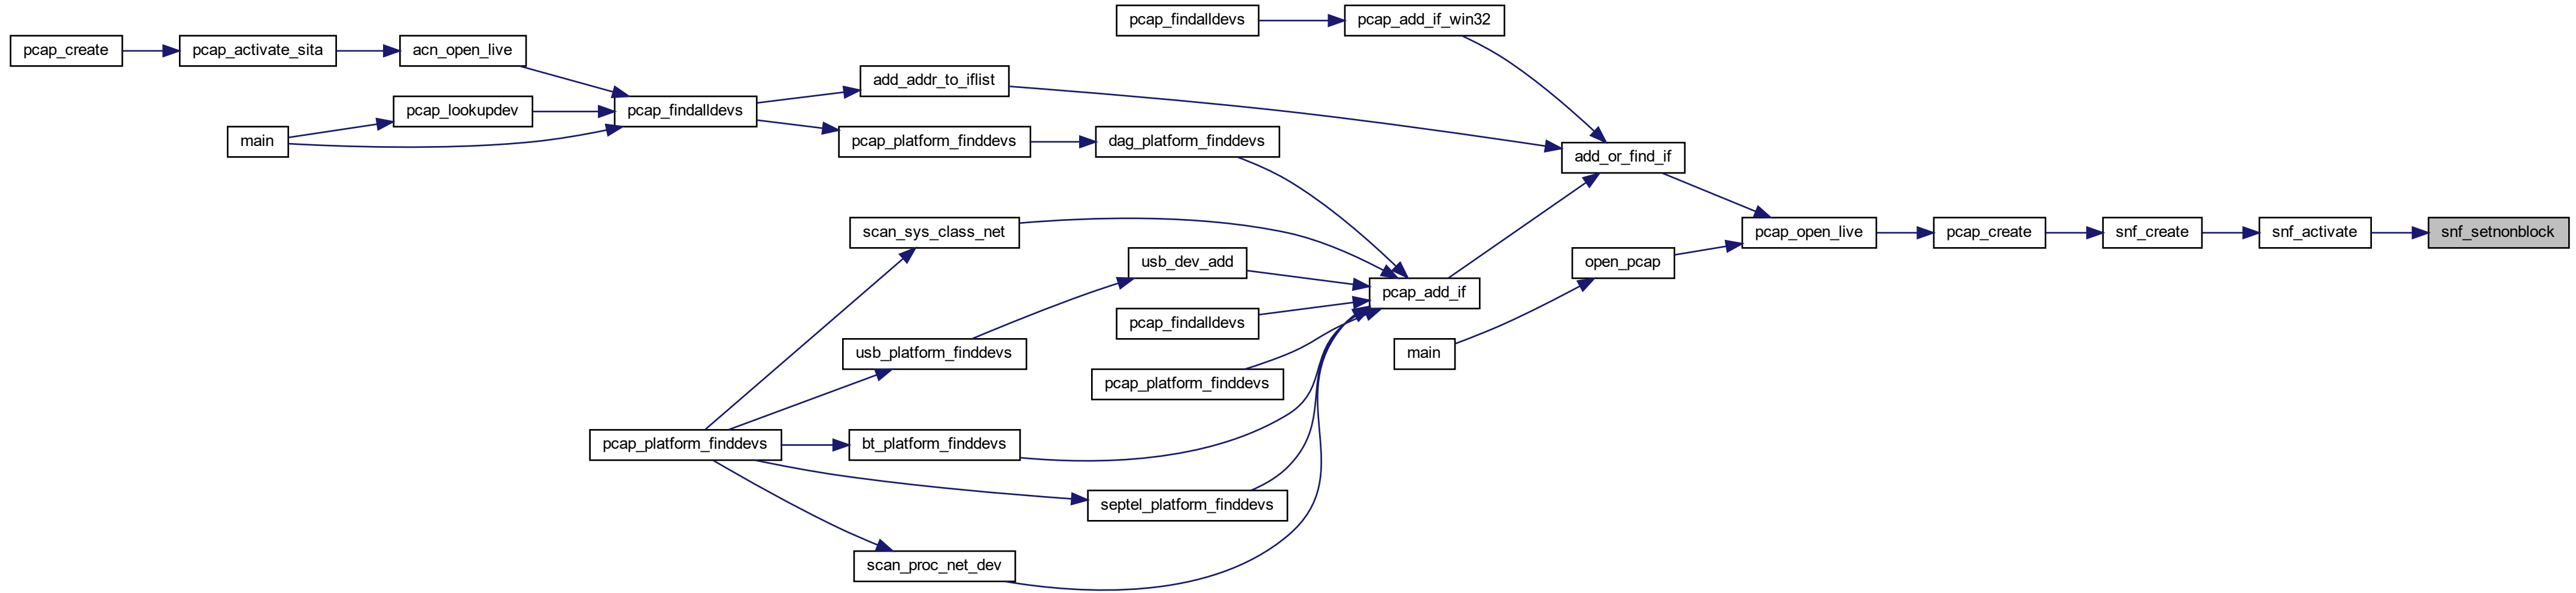 pcap_findalldevs
pcap_add_if_win32
pcap_create
pcap_activate_sita
acn_open_live
add_addr_to_iflist
pcap_lookupdev
pcap_findalldevs
main
pcap_platform_finddevs
dag_platform_finddevs
add_or_find_if
scan_sys_class_net
pcap_open_live
pcap_create
snf_create
snf_activate
snf_setnonblock
usb_dev_add
open_pcap
pcap_add_if
pcap_findalldevs
usb_platform_finddevs
main
pcap_platform_finddevs
pcap_platform_finddevs
bt_platform_finddevs
septel_platform_finddevs
scan_proc_net_dev